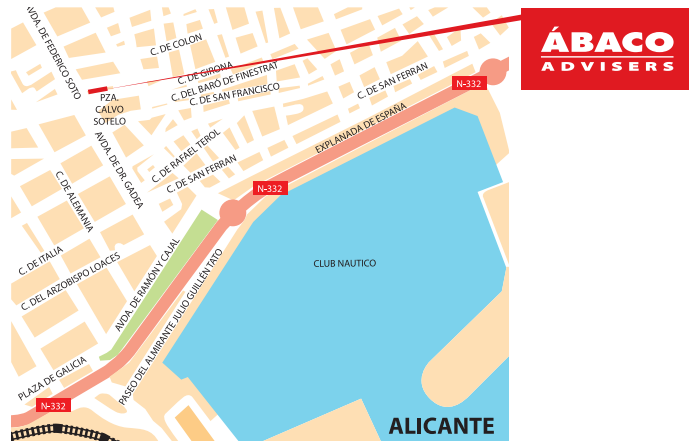 AVDA. DE FEDERICO SOTO
C. DE COLON
ÁBACO
ADVISERS
C. DE GIRONA
C. DEL BARÓ DE FINESTRAT
C. DE SAN FRANCISCO
C. DE SAN FERRAN
N-332
PZA.
CALVO
SOTELO
EXPLANADA DE ESPAÑA
AVDA. DE DR. GADEA
C. DE RAFAEL TEROL
C. DE SAN FERRAN
N-332
C. DE ALEMANIA
C. DE ITALIA
C. DEL ARZOBISPO LOACES
AVDA. DE RAMÓN Y CAJAL
PASEO DEL ALMIRANTE JULIO GUILLÉN TATO
CLUB NAUTICO
PLAZA DE GALICIA
N-332
ALICANTE